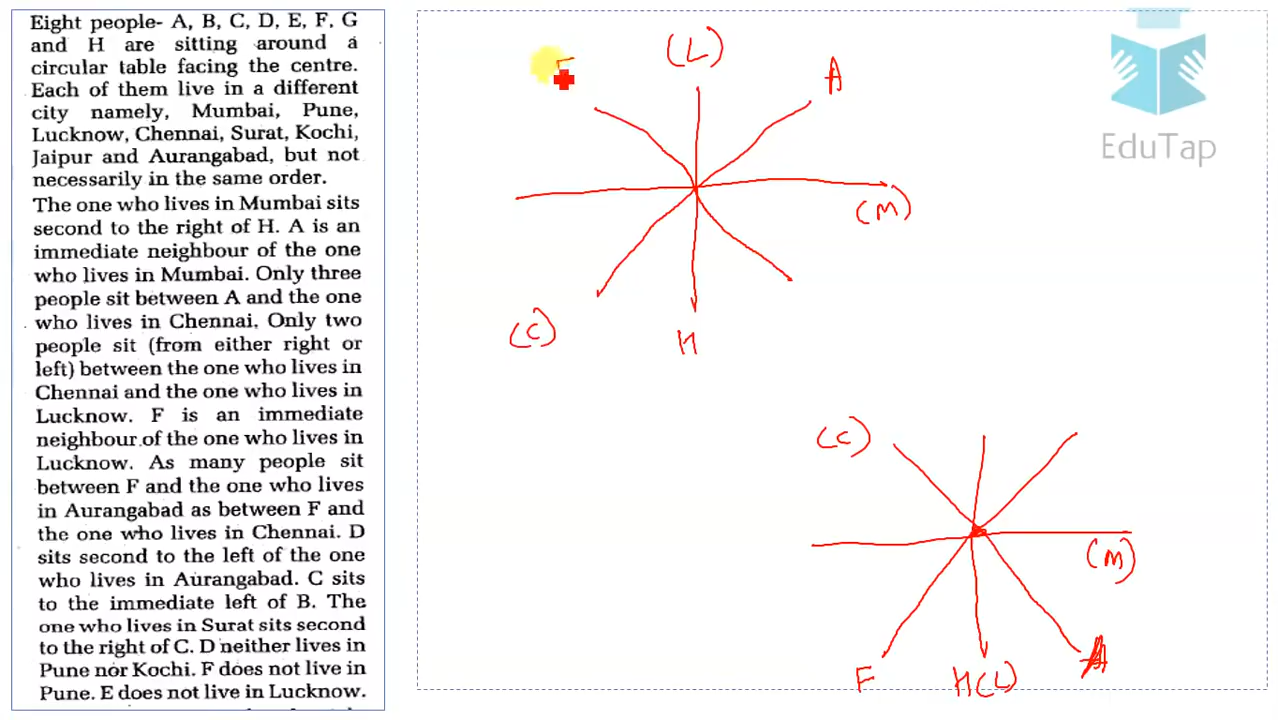 Eight people- A, B, C, D, E, F, G
and H are sitting around a
circular table facing the centre.
Each of them live in a different
city namely, Mumbai, Pune,
Lucknow, Chennai, Surat, Kochi,
Jaipur and Aurangabad, but not
necessarily in the same order.
The one who lives in Mumbai sits
second to the right of H. A is an
immediate neighbour of the one
who lives in Mumbai. Only three
people sit between A and the one
who lives in Chennai. Only two
people sit (from either right or
left) between the one who lives in
Chennai and the one who lives in
Lucknow. F is an immediate
neighbour of the one who lives in
Lucknow. As many people sit
between F and the one who lives
in Aurangabad as between F and
the one who lives in Chennai. D
sits second to the left of the one
who lives in Aurangabad. C sits
to the immediate left of B. The
one who lives in Surat sits second
to the right of C. D neither lives in
Pune nor Kochi. F does not live in
Pune. E does not live in Lucknow.
(L)
A
(M)
(C)
H
EduTap
(C)
(M)
F
H(L)
A